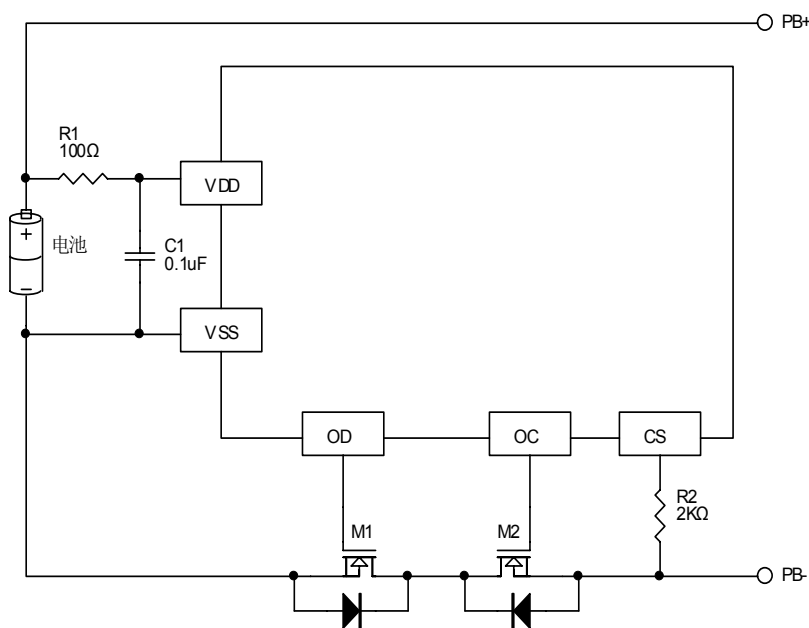 PB+
R1
100Ω
VDD
+
电池
C1
0.1uF
−
VSS
OD
OC
CS
R2
2KΩ
M1
M2
PB-